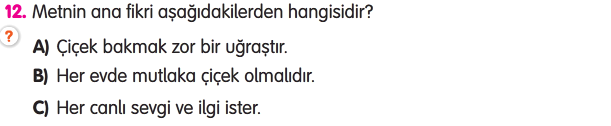 12. Metnin ana fikri aşağıdakilerden hangisidir?
?
A) Çiçek bakmak zor bir uğraştır.
B) Her evde mutlaka çiçek olmalıdır.
C) Her canlı sevgi ve ilgi ister.